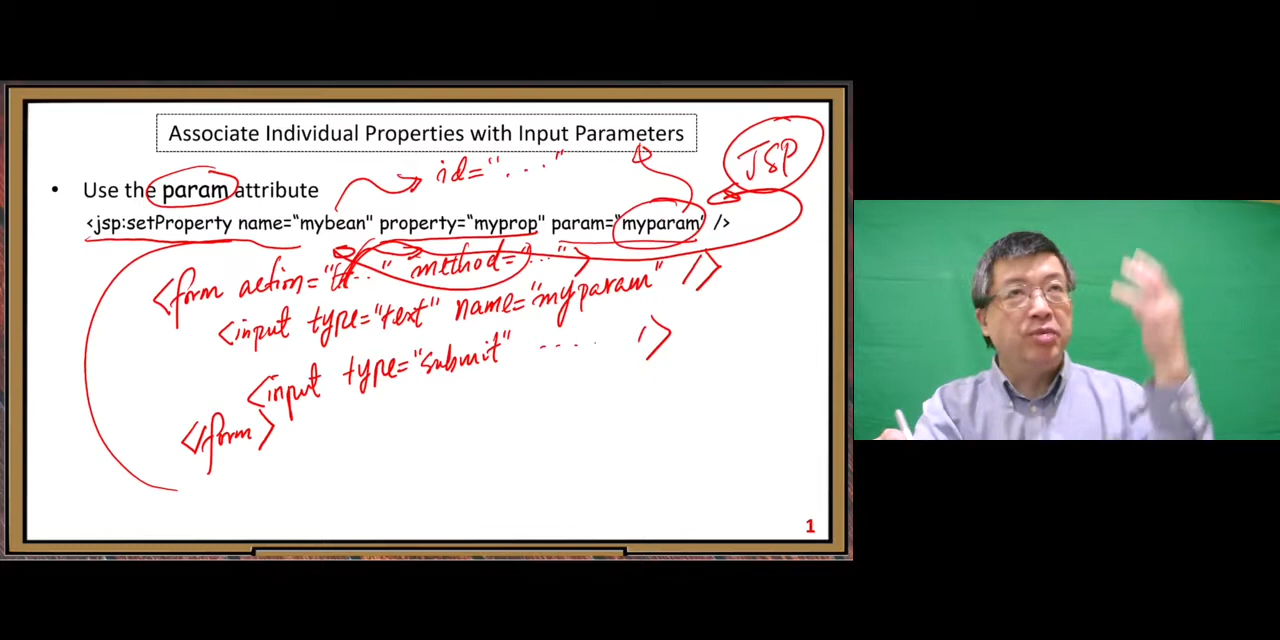 Associate Individual Properties with Input Parameters
JSP
id="..."
• Use the param attribute
<jsp:setProperty name="mybean" property="myprop" param="myparam" />
<form action=" ..." method="..." >
<input type="text" name="myparam" />
<input type="submit" ..... />
</form>
1